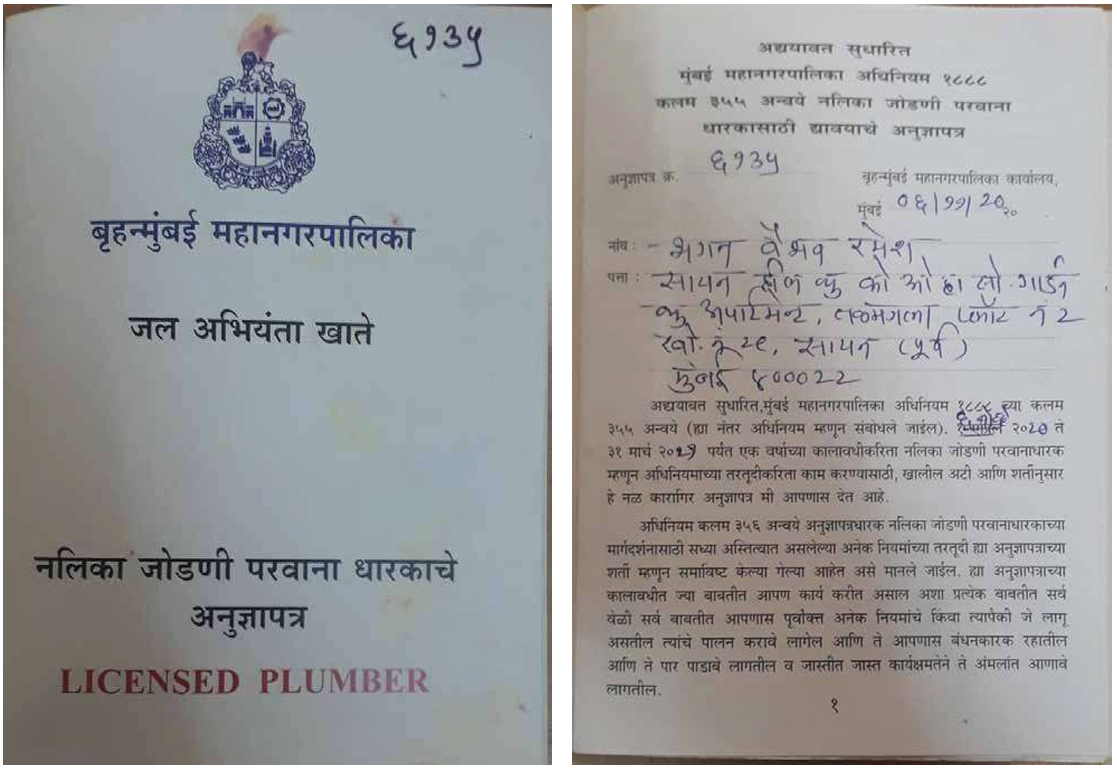 ६१३५
बृहन्मुंबई महानगरपालिका
जल अभियंता खाते
नलिका जोडणी परवाना धारकाचे
अनुज्ञापत्र
LICENSED PLUMBER
अद्ययावत सुधारित
मुंबई महानगरपालिका अधिनियम १८८८
कलम ३५५ अन्वये नलिका जोडणी परवाना
धारकासाठी द्यावयाचे अनुज्ञापत्र
६१३५
अनुज्ञापत्र क्र. बृहन्मुंबई महानगरपालिका कार्यालय,
मुंबई ०६/११/२०२०
नांव : - भगन वैभव रमेश
पत्ता : सायन हील व्यु को ओ हा सो. गार्डन
व्यु अपार्टमेन्ट, प्लॉट नं २
सायन (पूर्व)
मुंबई ४०००२२
अद्ययावत सुधारित,मुंबई महानगरपालिका अधिनियम १८८८ च्या कलम
३५५ अन्वये (ह्या नंतर अधिनियम म्हणून संबोधले जाईल). २०२० ते
३१ मार्च २०२१ पर्यंत एक वर्षाच्या कालावधीकरिता नलिका जोडणी परवानाधारक
म्हणून अधिनियमाच्या तरतूदीकरिता काम करण्यासाठी, खालील अटी आणि शर्तीनुसार
हे नळ कारागिर अनुज्ञापत्र मी आपणास देत आहे.
अधिनियम कलम ३५६ अन्वये अनुज्ञापत्रधारक नलिका जोडणी परवानाधारकाच्या
मार्गदर्शनासाठी सध्या अस्तित्वात असलेल्या अनेक नियमांच्या तरतूदी ह्या अनुज्ञापत्राच्या
शर्ती म्हणून समाविष्ट केल्या गेल्या आहेत असे मानले जाईल. ह्या अनुज्ञापत्राच्या
कालावधीत ज्या बाबतीत आपण कार्य करीत असाल अशा प्रत्येक बाबतीत सर्व
वेळी सर्व बाबतीत आपणास पूर्वोक्त अनेक नियमांचे किंवा त्यापैकी जे लागू
असतील त्यांचे पालन करावे लागेल आणि ते आपणास बंधनकारक रहातील
आणि ते पार पाडावे लागतील व जास्तीत जास्त कार्यक्षमतेने ते अंमलांत आणावे
लागतील.
१